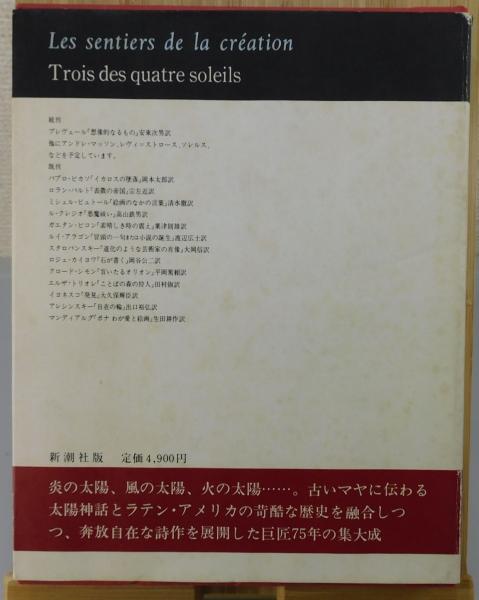 Les sentiers de la création
Trois des quatre soleils
続刊
プレヴェール「想像的なるもの」安東次男訳
他にアンドレ・マッソン、レヴィ=ストロース、ソレルス、
などを予定しています。
既刊
パブロ・ピカソ「イカロスの墜落」岡本太郎訳
ロラン・バルト「表徴の帝国」宗左近訳
ミシェル・ビュトール「絵画のなかの言葉」清水徹訳
ル・クレジオ「悪魔祓い」高山鉄男訳
ガエタン・ピコン「素晴しき時の震え」粟津則雄訳
ルイ・アラゴン「冒頭の一句または小説の誕生」渡辺広士訳
スタロバンスキー「道化のような芸術家の肖像」大岡信訳
ロジェ・カイヨワ「石が書く」岡谷公二訳
クロード・シモン「盲いたるオリオン」平岡篤頼訳
エルザ・トリオレ「ことばの森の狩人」田村俶訳
イヨネスコ「発見」大久保輝臣訳
アレシンスキー「自在の輪」出口裕弘訳
マンディアルグ「ボナ わが愛と絵画」生田耕作訳
新潮社版 定価4,900円
炎の太陽、風の太陽、火の太陽……。古いマヤに伝わる
太陽神話とラテン・アメリカの苛酷な歴史を融合しつ
つ、奔放自在な詩作を展開した巨匠75年の集大成